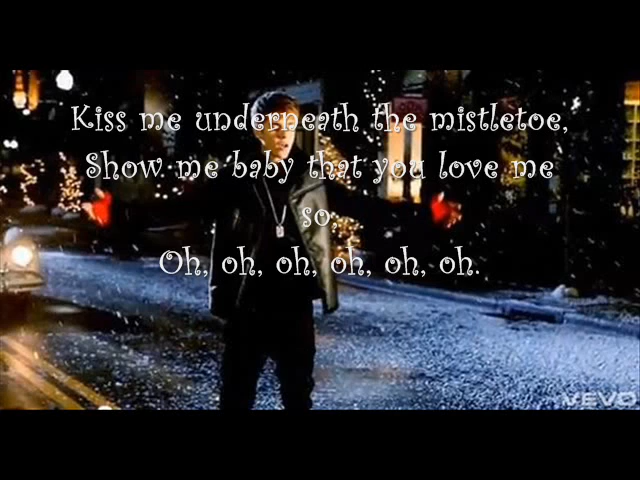 Kiss me underneath the mistletoe,
Show me baby that you love me
so,
Oh, oh, oh, oh, oh, oh.
vevo